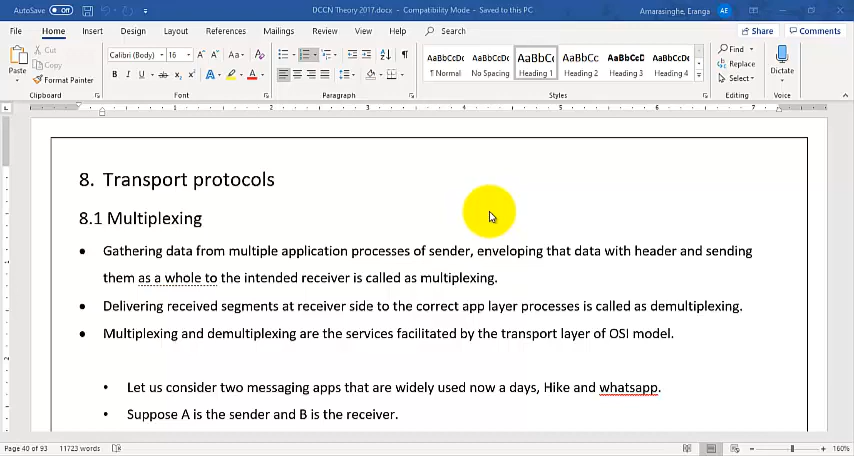 AutoSave Off DCCN Theory 2017.docx - Compatibility Mode - Saved to this PC Amarasinghe, Eranga AE
File Home Insert Design Layout References Mailings Review View Help Search Share Comments
Paste Cut Copy Format Painter Calibri (Body) 16 Find Replace Select Dictate
AaBbCcDc AaBbCcDc AaBbCc AaBbCc AaBbCcD AaBbCcDc
¶ Normal No Spacing Heading 1 Heading 2 Heading 3 Heading 4
Clipboard Font Paragraph Styles Editing Voice
1 2 3 4 5 6 7
8. Transport protocols
8.1 Multiplexing
• Gathering data from multiple application processes of sender, enveloping that data with header and sending
them as a whole to the intended receiver is called as multiplexing.
• Delivering received segments at receiver side to the correct app layer processes is called as demultiplexing.
• Multiplexing and demultiplexing are the services facilitated by the transport layer of OSI model.
• Let us consider two messaging apps that are widely used now a days, Hike and whatsapp.
• Suppose A is the sender and B is the receiver.
Page 40 of 93 11723 words 160%